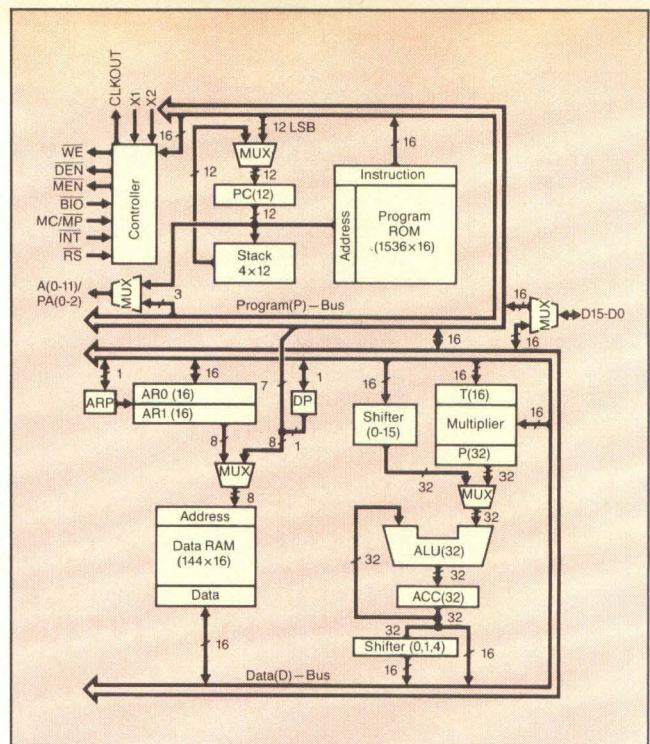 CLKOUT
X1
X2
WE
DEN
MEN
BIO
MC/MP
INT
RS
Controller
16
12 LSB
MUX
12
PC(12)
12
12
Stack
4×12
16
Instruction
Address
Program
ROM
(1536×16)
A(0-11)/
PA(0-2)
MUX
3
Program(P)—Bus
16
MUX
D15-D0
16
16
16
1
16
7
1
ARP
AR0 (16)
AR1 (16)
DP
8
8
1
MUX
8
Address
Data RAM
(144×16)
Data
16
16
16
Shifter
(0-15)
T(16)
Multiplier
P(32)
16
32
32
MUX
32
32
ALU(32)
32
ACC(32)
32
32
Shifter (0,1,4)
16
16
Data(D)—Bus